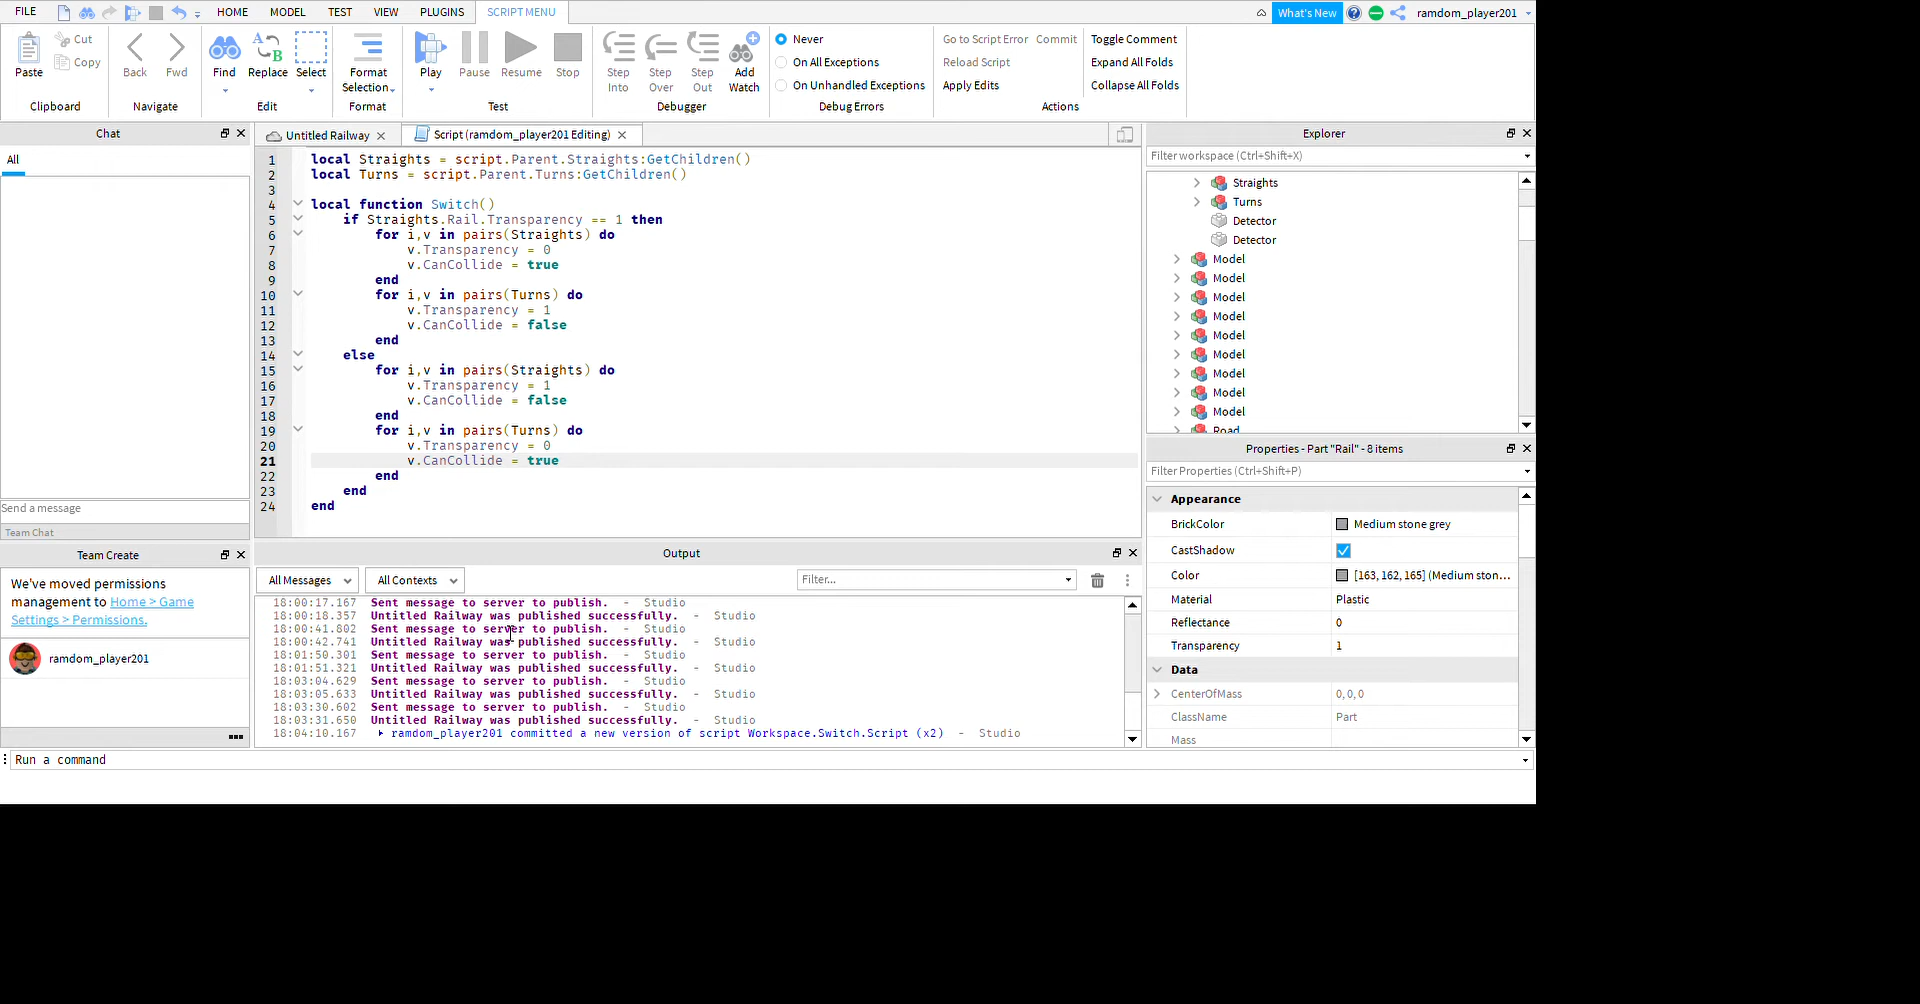 FILE HOME MODEL TEST VIEW PLUGINS SCRIPT MENU What's New ramdom_player201
Paste Cut Copy Back Fwd Find Replace Select Format Selection Play Pause Resume Stop Step Into Step Over Step Out Add Watch
Never
On All Exceptions
On Unhandled Exceptions
Go to Script Error Commit
Reload Script
Apply Edits
Toggle Comment
Expand All Folds
Collapse All Folds
Clipboard Navigate Edit Format Test Debugger Debug Errors Actions
Chat
All
Send a message
Team Chat
Team Create
We've moved permissions
management to Home > Game
Settings > Permissions.
ramdom_player201
Untitled Railway Script (ramdom_player201 Editing)
1 local Straights = script.Parent.Straights:GetChildren()
2 local Turns = script.Parent.Turns:GetChildren()
3
4 local function Switch()
5 if Straights.Rail.Transparency == 1 then
6 for i,v in pairs(Straights) do
7 v.Transparency = 0
8 v.CanCollide = true
9 end
10 for i,v in pairs(Turns) do
11 v.Transparency = 1
12 v.CanCollide = false
13 end
14 else
15 for i,v in pairs(Straights) do
16 v.Transparency = 1
17 v.CanCollide = false
18 end
19 for i,v in pairs(Turns) do
20 v.Transparency = 0
21 v.CanCollide = true
22 end
23 end
24 end
Output
All Messages All Contexts Filter...
18:00:17.167 Sent message to server to publish. - Studio
18:00:18.357 Untitled Railway was published successfully. - Studio
18:00:41.802 Sent message to server to publish. - Studio
18:00:42.741 Untitled Railway was published successfully. - Studio
18:01:50.301 Sent message to server to publish. - Studio
18:01:51.321 Untitled Railway was published successfully. - Studio
18:03:04.629 Sent message to server to publish. - Studio
18:03:05.633 Untitled Railway was published successfully. - Studio
18:03:30.602 Sent message to server to publish. - Studio
18:03:31.650 Untitled Railway was published successfully. - Studio
18:04:10.167 ramdom_player201 committed a new version of script Workspace.Switch.Script (x2) - Studio
Explorer
Filter workspace (Ctrl+Shift+X)
Straights
Turns
Detector
Detector
Model
Model
Model
Model
Model
Model
Model
Model
Model
Road
Properties - Part "Rail" - 8 items
Filter Properties (Ctrl+Shift+P)
Appearance
BrickColor Medium stone grey
CastShadow
Color [163, 162, 165] (Medium ston...
Material Plastic
Reflectance 0
Transparency 1
Data
CenterOfMass 0, 0, 0
ClassName Part
Mass
Run a command